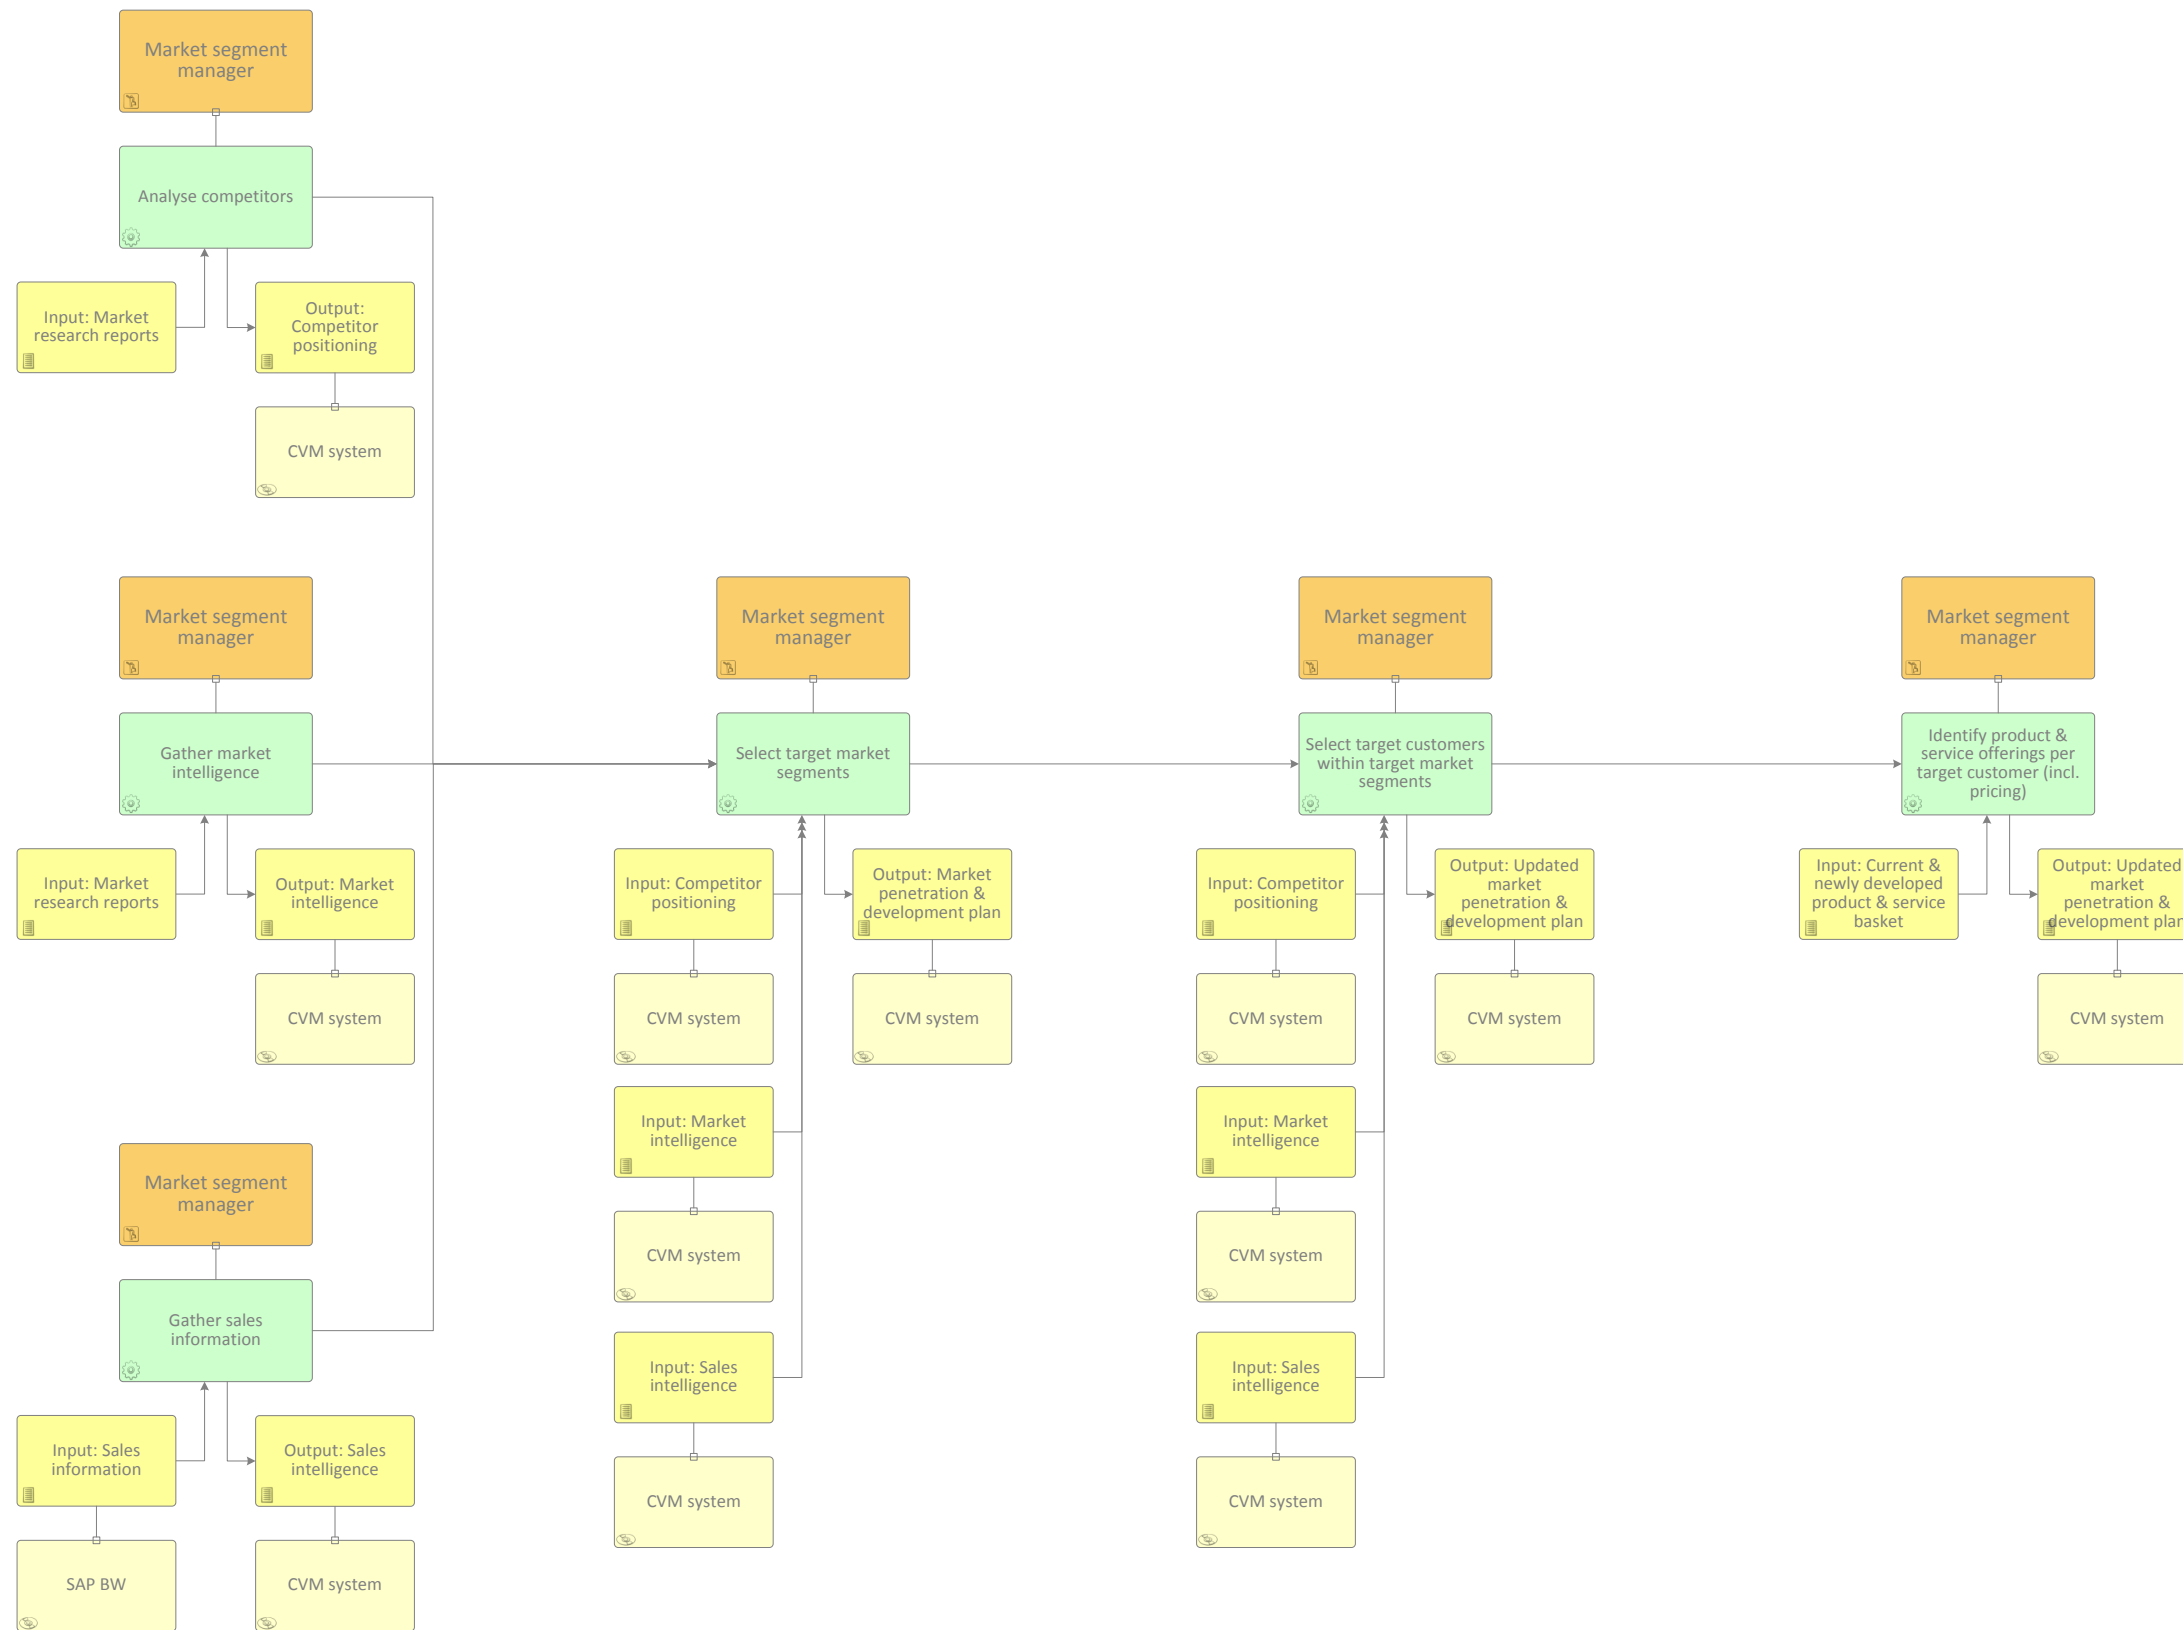 Market segment
manager
Analyse competitors
Input: Market
research reports
Output:
Competitor
positioning
CVM system
Market segment
manager
Gather market
intelligence
Input: Market
research reports
Output: Market
intelligence
CVM system
Market segment
manager
Gather sales
information
Input: Sales
information
Output: Sales
intelligence
SAP BW
CVM system
Market segment
manager
Select target market
segments
Input: Competitor
positioning
Output: Market
penetration &
development plan
CVM system
CVM system
Input: Market
intelligence
CVM system
Input: Sales
intelligence
CVM system
Market segment
manager
Select target customers
within target market
segments
Input: Competitor
positioning
Output: Updated
market
penetration &
development plan
CVM system
CVM system
Input: Market
intelligence
CVM system
Input: Sales
intelligence
CVM system
Market segment
manager
Identify product &
service offerings per
target customer (incl.
pricing)
Input: Current &
newly developed
product & service
basket
Output: Updated
market
penetration &
development plan
CVM system